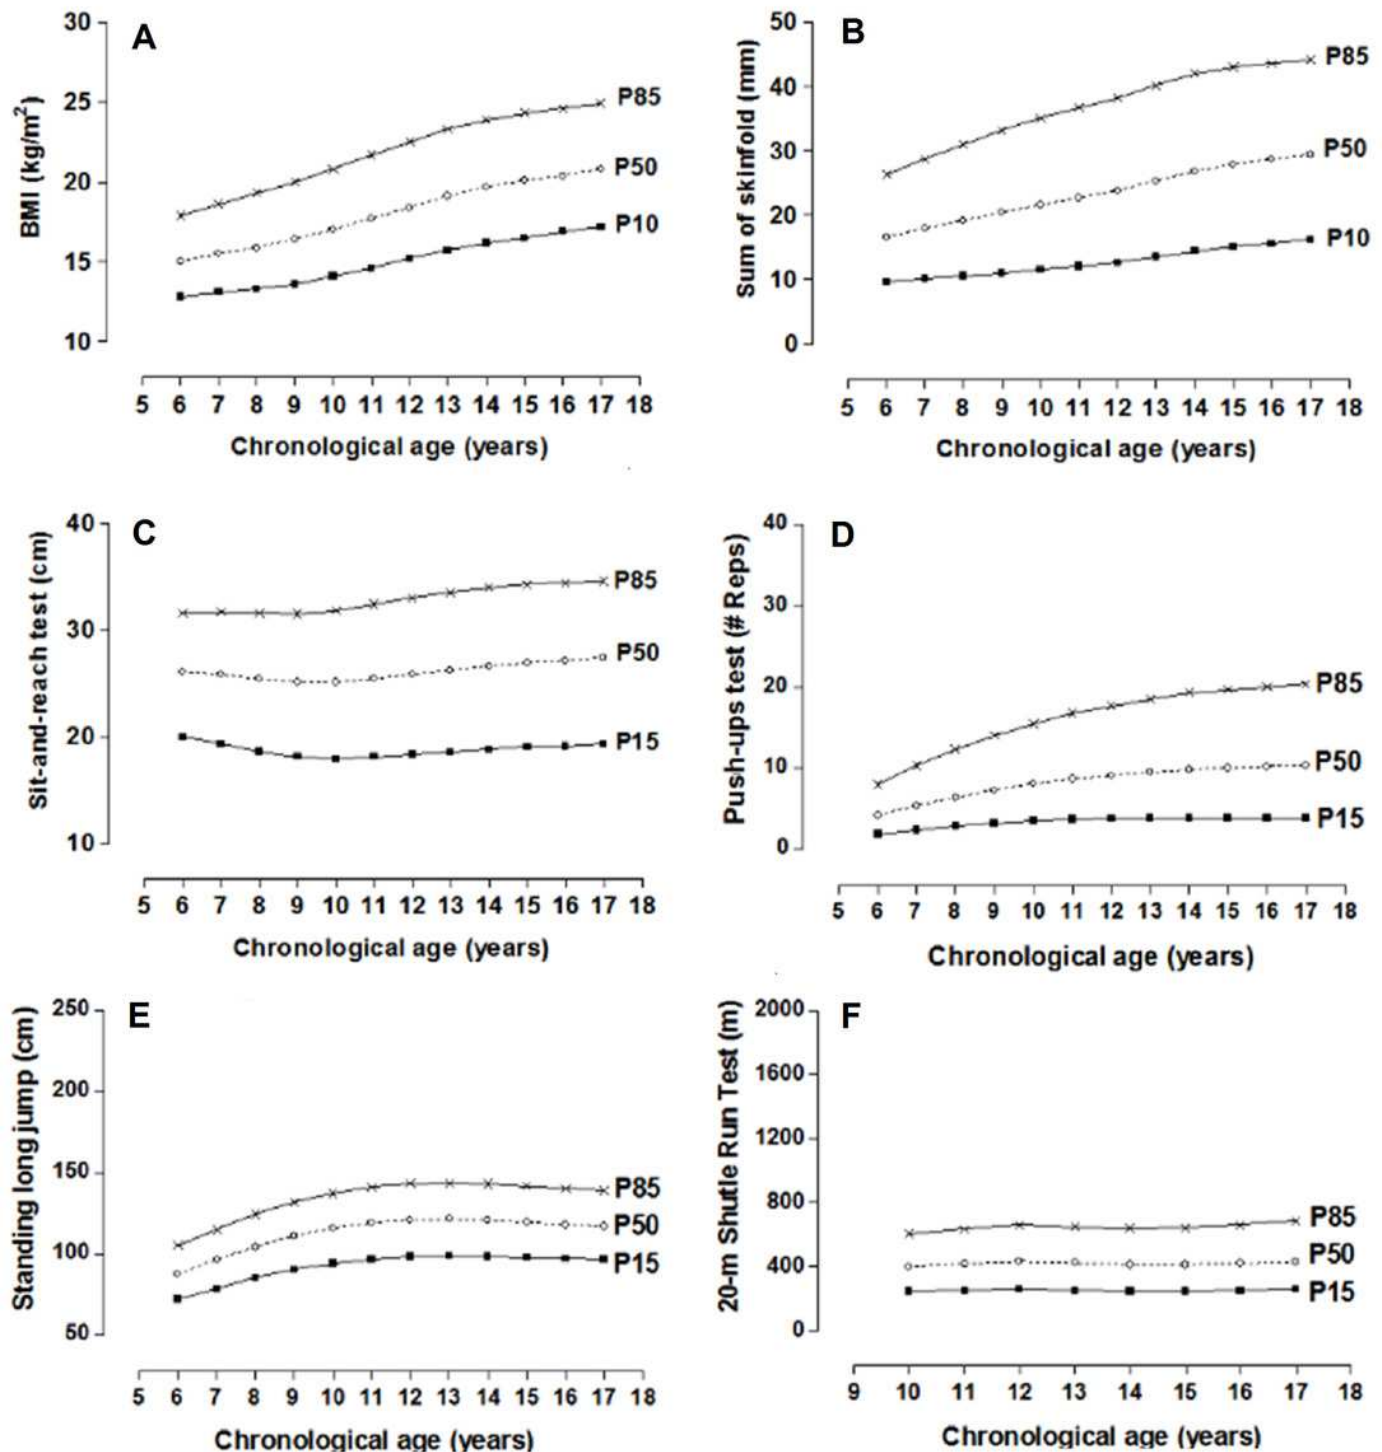 A
BMI (kg/m2)
30
25
20
15
10
P85
P50
P10
5 6 7 8 9 10 11 12 13 14 15 16 17 18
Chronological age (years)
B
Sum of skinfold (mm)
50
40
30
20
10
0
P85
P50
P10
5 6 7 8 9 10 11 12 13 14 15 16 17 18
Chronological age (years)
C
Sit-and-reach test (cm)
40
30
20
10
P85
P50
P15
5 6 7 8 9 10 11 12 13 14 15 16 17 18
Chronological age (years)
D
Push-ups test (# Reps)
40
30
20
10
0
P85
P50
P15
5 6 7 8 9 10 11 12 13 14 15 16 17 18
Chronological age (years)
E
Standing long jump (cm)
250
200
150
100
50
P85
P50
P15
5 6 7 8 9 10 11 12 13 14 15 16 17 18
Chronological age (years)
F
20-m Shutle Run Test (m)
2000
1600
1200
800
400
0
P85
P50
P15
9 10 11 12 13 14 15 16 17 18
Chronological age (years)